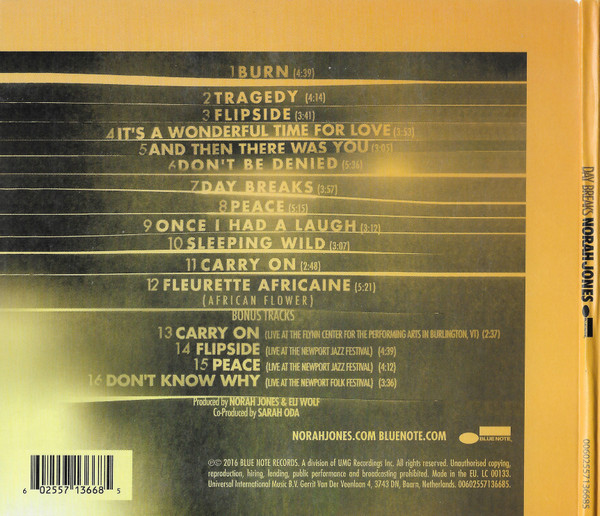 1 BURN (4:39)
2 TRAGEDY (4:14)
3 FLIPSIDE (3:41)
4 IT'S A WONDERFUL TIME FOR LOVE (3:53)
5 AND THEN THERE WAS YOU (3:05)
6 DON'T BE DENIED (5:36)
7 DAY BREAKS (3:57)
8 PEACE (5:15)
9 ONCE I HAD A LAUGH (3:12)
10 SLEEPING WILD (3:07)
11 CARRY ON (2:48)
12 FLEURETTE AFRICAINE (5:21)
(AFRICAN FLOWER)
BONUS TRACKS
13 CARRY ON (LIVE AT THE FLYNN CENTER FOR THE PERFORMING ARTS IN BURLINGTON, VT) (2:37)
14 FLIPSIDE (LIVE AT THE NEWPORT JAZZ FESTIVAL) (4:39)
15 PEACE (LIVE AT THE NEWPORT JAZZ FESTIVAL) (4:12)
16 DON'T KNOW WHY (LIVE AT THE NEWPORT FOLK FESTIVAL) (3:36)
Produced by NORAH JONES & ELI WOLF
Co-Produced by SARAH ODA
NORAHJONES.COM BLUENOTE.COM
BLUE NOTE
℗© 2016 BLUE NOTE RECORDS. A division of UMG Recordings Inc. All Rights Reserved. Unauthorised copying,
reproduction, hiring, lending, public performance and broadcasting prohibited. Made in the EU. LC 00133.
Universal International Music B.V. Gerrit Van Der Veenlaan 4, 3743 DN, Baarn, Netherlands. 00602557136685.
6 02557 13668 5
DAY BREAKS NORAH JONES
BLUE NOTE
00602557136685